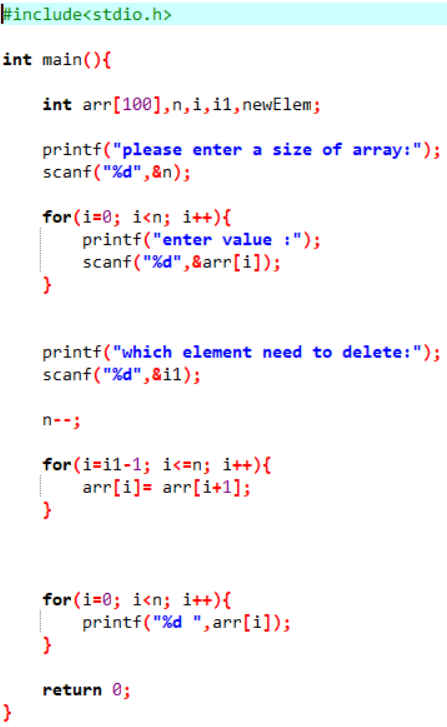 #include<stdio.h>
int main(){
int arr[100],n,i,i1,newElem;
printf("please enter a size of array:");
scanf("%d",&n);
for(i=0; i<n; i++){
printf("enter value :");
scanf("%d",&arr[i]);
}
printf("which element need to delete:");
scanf("%d",&i1);
n--;
for(i=i1-1; i<=n; i++){
arr[i]= arr[i+1];
}
for(i=0; i<n; i++){
printf("%d ",arr[i]);
}
return 0;
}